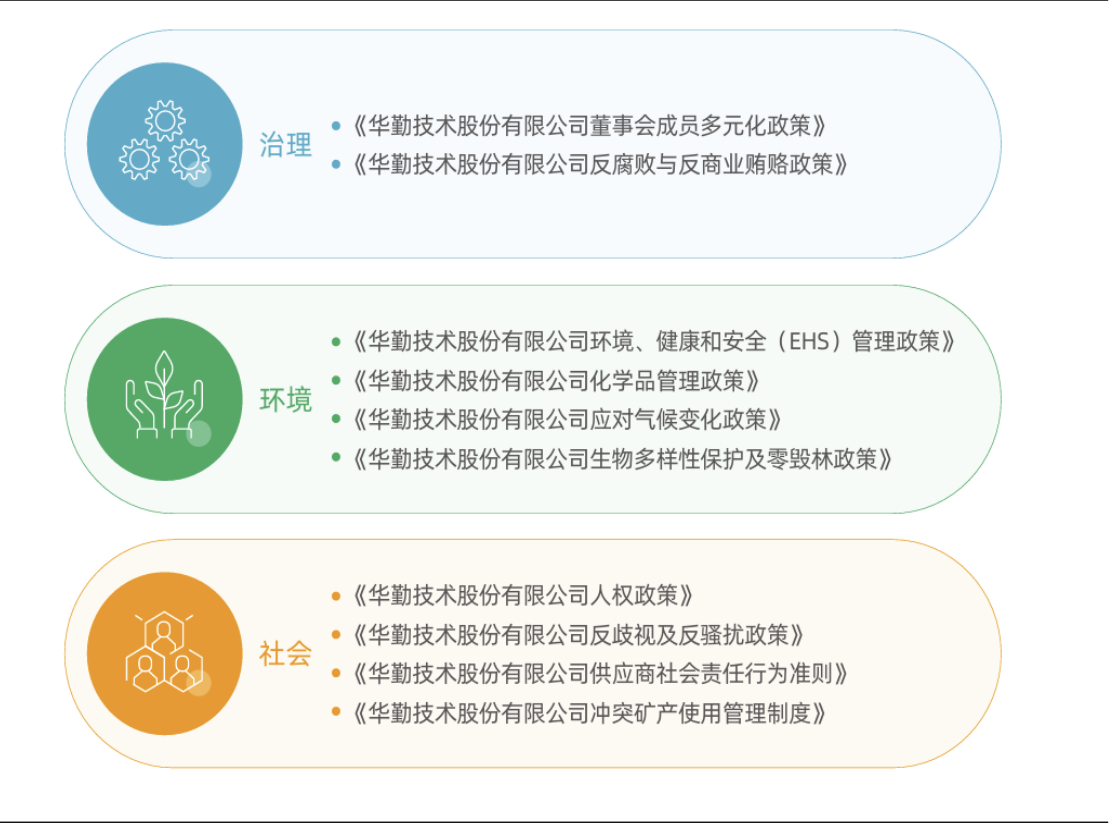 治理
《华勤技术股份有限公司董事会成员多元化政策》
《华勤技术股份有限公司反腐败与反商业贿赂政策》
环境
《华勤技术股份有限公司环境、健康和安全（EHS）管理政策》
《华勤技术股份有限公司化学品管理政策》
《华勤技术股份有限公司应对气候变化政策》
《华勤技术股份有限公司生物多样性保护及零毁林政策》
社会
《华勤技术股份有限公司人权政策》
《华勤技术股份有限公司反歧视及反骚扰政策》
《华勤技术股份有限公司供应商社会责任行为准则》
《华勤技术股份有限公司冲突矿产使用管理制度》